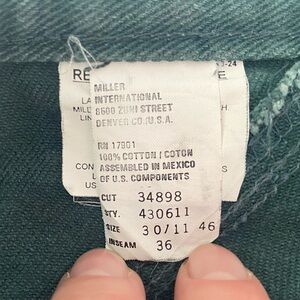 RE
E
MILLER
INTERNATIONAL
8500 ZUNI STREET
DENVER CO./U.S.A.
RN 17901
100% COTTON / COTON
ASSEMBLED IN MEXICO
OF U.S. COMPONENTS
CUT 34898
STY. 430611
SIZE 30/11 46
INSEAM 36